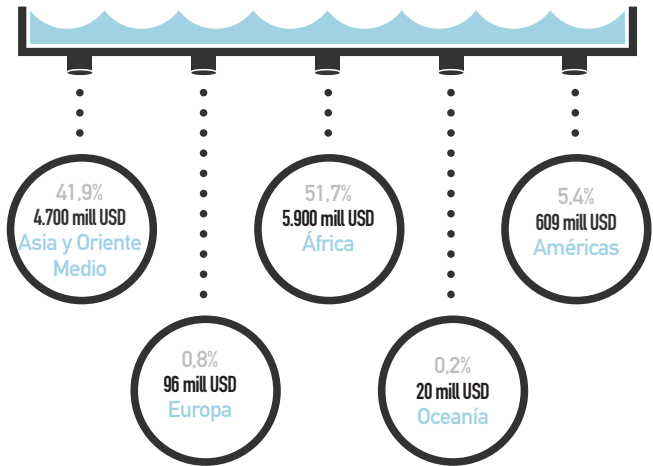 41,9%
4.700 mill USD
Asia y Oriente
Medio
51,7%
5.900 mill USD
África
5,4%
609 mill USD
Américas
0,8%
96 mill USD
Europa
0,2%
20 mill USD
Oceanía